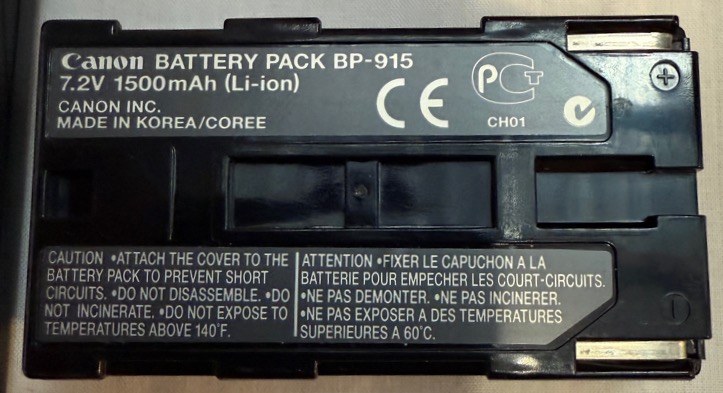 Canon BATTERY PACK BP-915
7.2V 1500mAh (Li-ion)
CANON INC.
MADE IN KOREA/COREE
CE
PCT
CH01
+
CAUTION •ATTACH THE COVER TO THE
BATTERY PACK TO PREVENT SHORT
CIRCUITS. •DO NOT DISASSEMBLE. •DO
NOT INCINERATE. •DO NOT EXPOSE TO
TEMPERATURES ABOVE 140°F.
ATTENTION •FIXER LE CAPUCHON A LA
BATTERIE POUR EMPECHER LES COURT-CIRCUITS.
•NE PAS DEMONTER. •NE PAS INCINERER.
•NE PAS EXPOSER A DES TEMPERATURES
SUPERIEURES A 60°C.